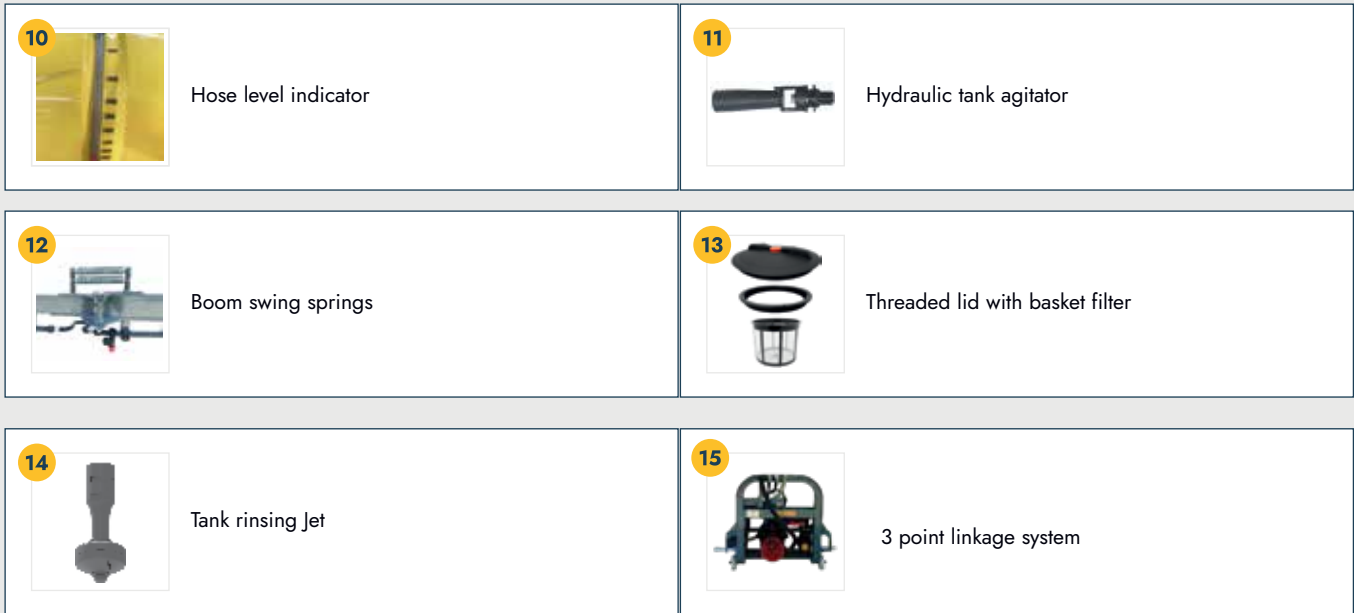 10
Hose level indicator
11
Hydraulic tank agitator
12
Boom swing springs
13
Threaded lid with basket filter
14
Tank rinsing Jet
15
3 point linkage system